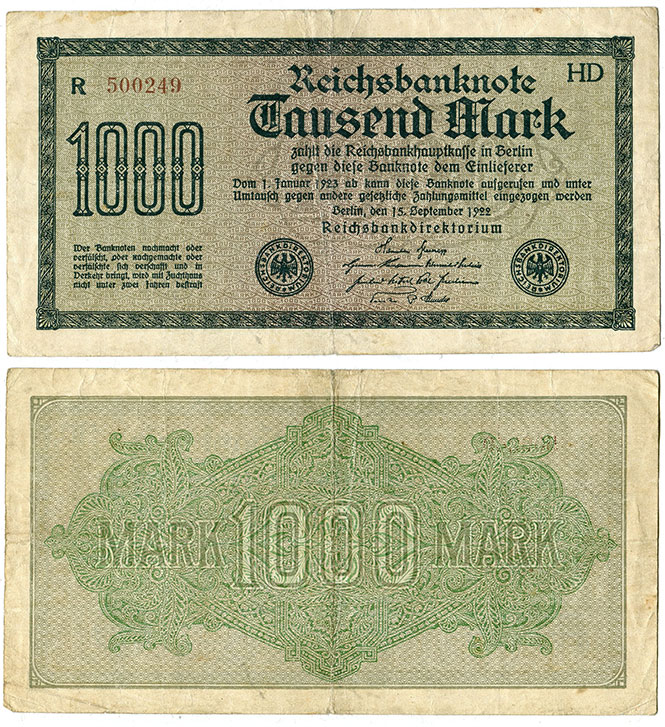 R 500249
HD
Reichsbanknote
Tausend Mark
1000
zahlt die Reichsbankhauptkasse in Berlin
gegen diese Banknote dem Einlieferer
Vom 1. Januar 1923 ab kann diese Banknote aufgerufen und unter
Umtausch gegen andere gesetzliche Zahlungsmittel eingezogen werden
Berlin, den 15. September 1922
Reichsbankdirektorium
Wer Banknoten nachmacht oder
verfälscht, oder nachgemachte oder
verfälschte sich verschafft und in
Verkehr bringt, wird mit Zuchthaus
nicht unter zwei Jahren bestraft
REICHSBANKDIREKTORIUM
REICHSBANKDIREKTORIUM
MARK 1000 MARK